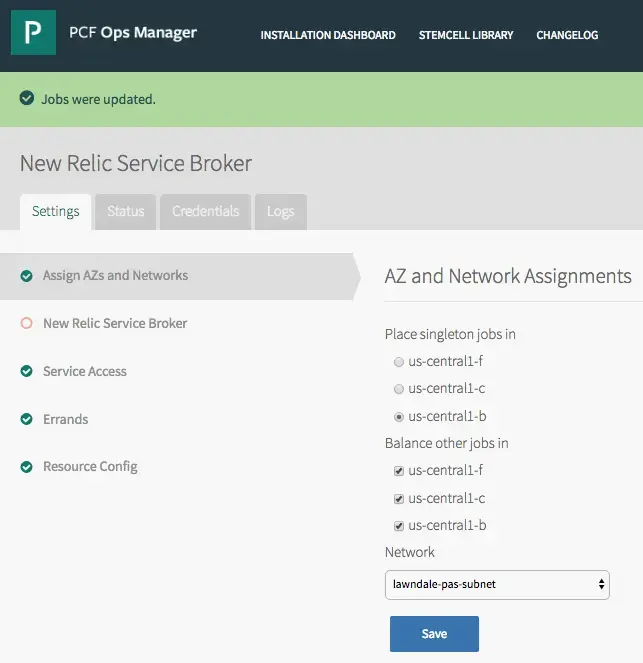 P PCF Ops Manager INSTALLATION DASHBOARD STEMCELL LIBRARY CHANGELOG
Jobs were updated.
New Relic Service Broker
Settings Status Credentials Logs
Assign AZs and Networks
New Relic Service Broker
Service Access
Errands
Resource Config
AZ and Network Assignments
Place singleton jobs in
us-central1-f
us-central1-c
us-central1-b
Balance other jobs in
us-central1-f
us-central1-c
us-central1-b
Network
lawndale-pas-subnet
Save